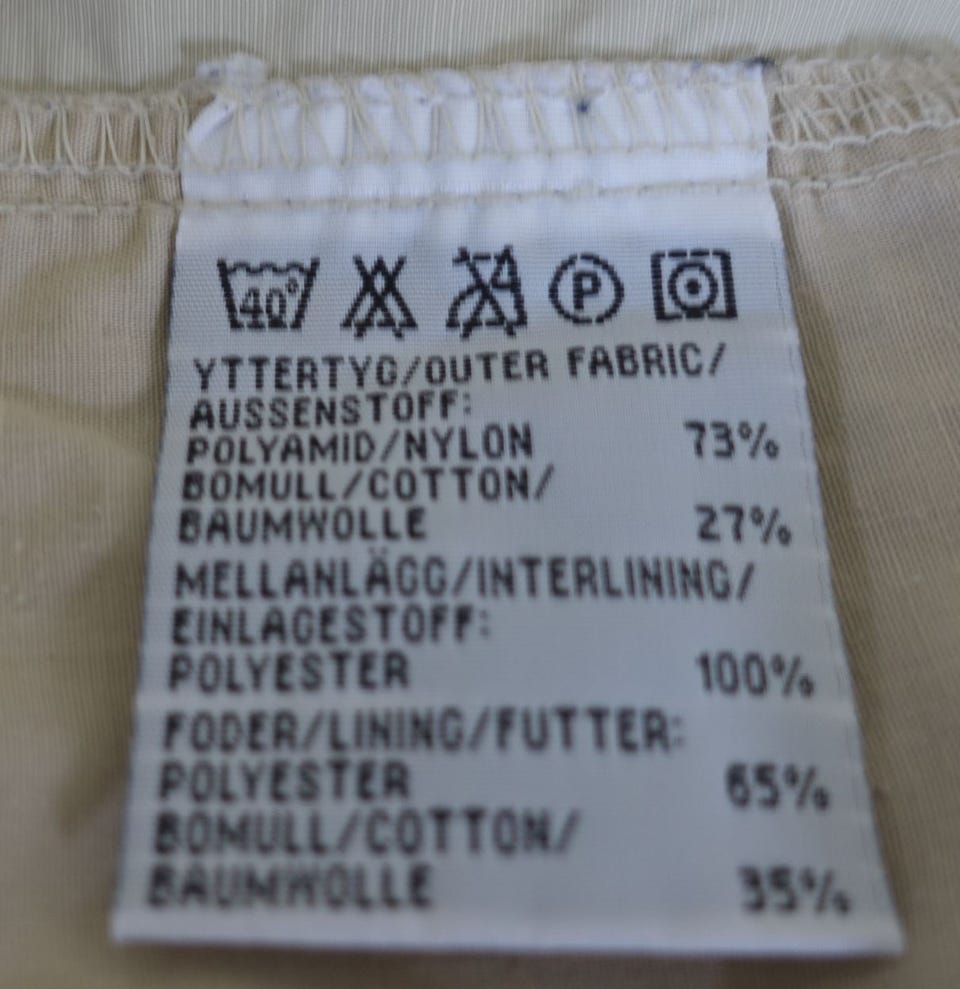 40°
P
YTTERTYG/OUTER FABRIC/
AUSSENSTOFF:
POLYAMID/NYLON 73%
BOMULL/COTTON/
BAUMWOLLE 27%
MELLANLÄGG/INTERLINING/
EINLAGESTOFF:
POLYESTER 100%
FODER/LINING/FUTTER:
POLYESTER 65%
BOMULL/COTTON/
BAUMWOLLE 35%